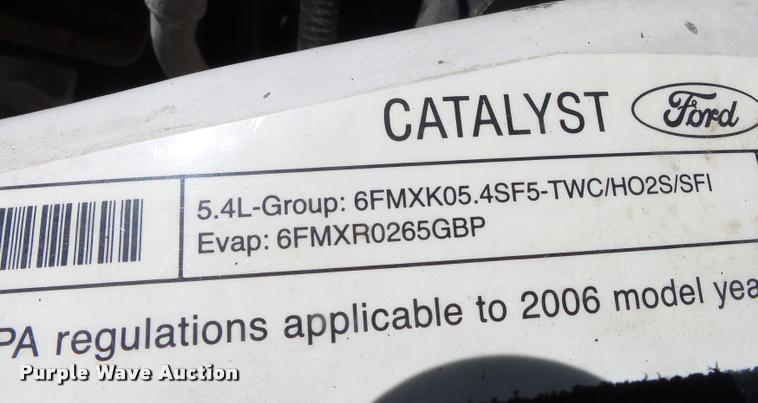 CATALYST Ford
5.4L-Group: 6FMXK05.4SF5-TWC/HO2S/SFI
Evap: 6FMXR0265GBP
PA regulations applicable to 2006 model yea
Purple Wave Auction